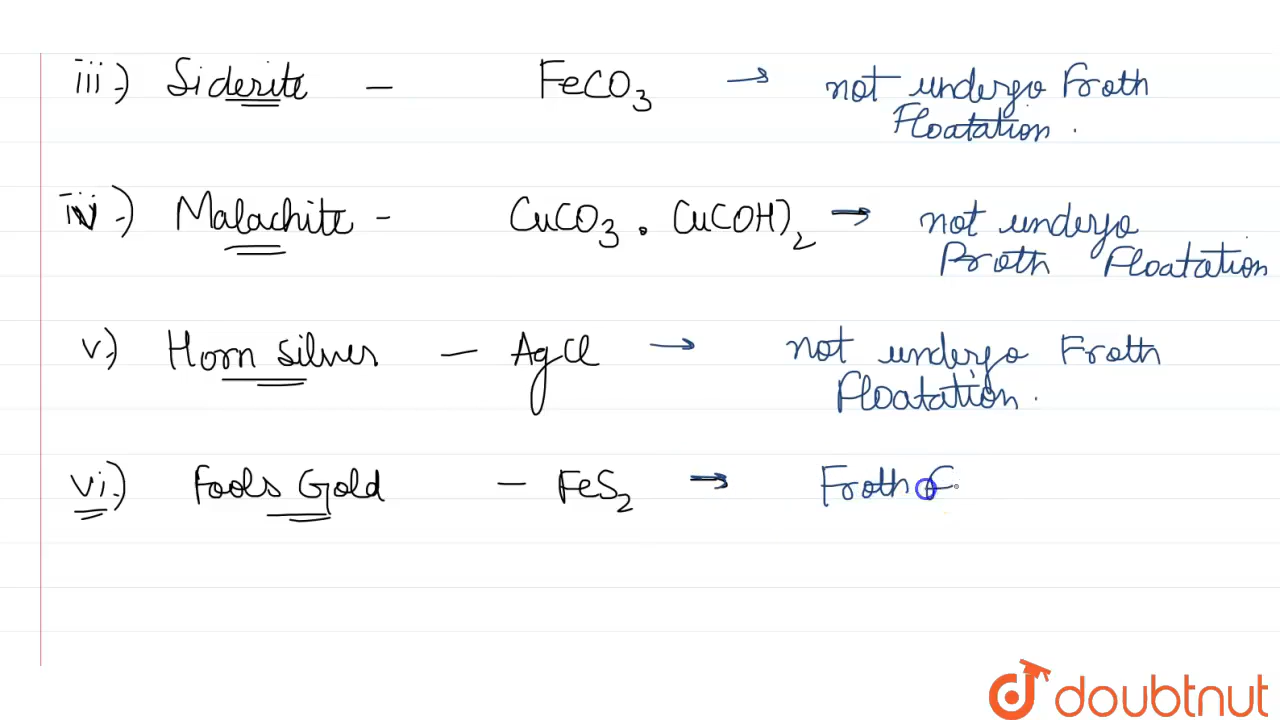 iii.) Siderite - FeCO3 → not undergo Froth
Floatation.
iv.) Malachite - CuCO3 . Cu(OH)2 → not undergo
Froth Floatation
v.) Horn silver - AgCl → not undergo Froth
Floatation.
vi.) Fools Gold - FeS2 → Froth F
doubtnut